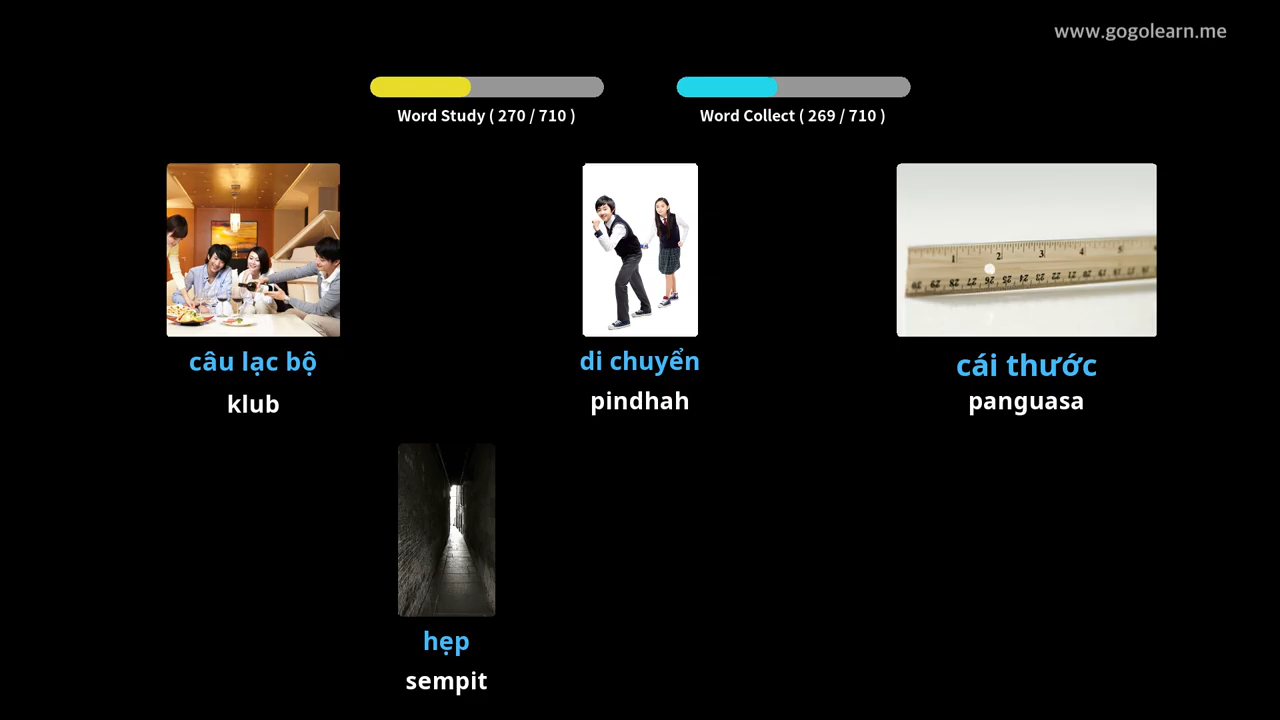 www.gogolearn.me
Word Study ( 270 / 710 )
Word Collect ( 269 / 710 )
câu lạc bộ
klub
di chuyển
pindhah
cái thước
panguasa
hẹp
sempit